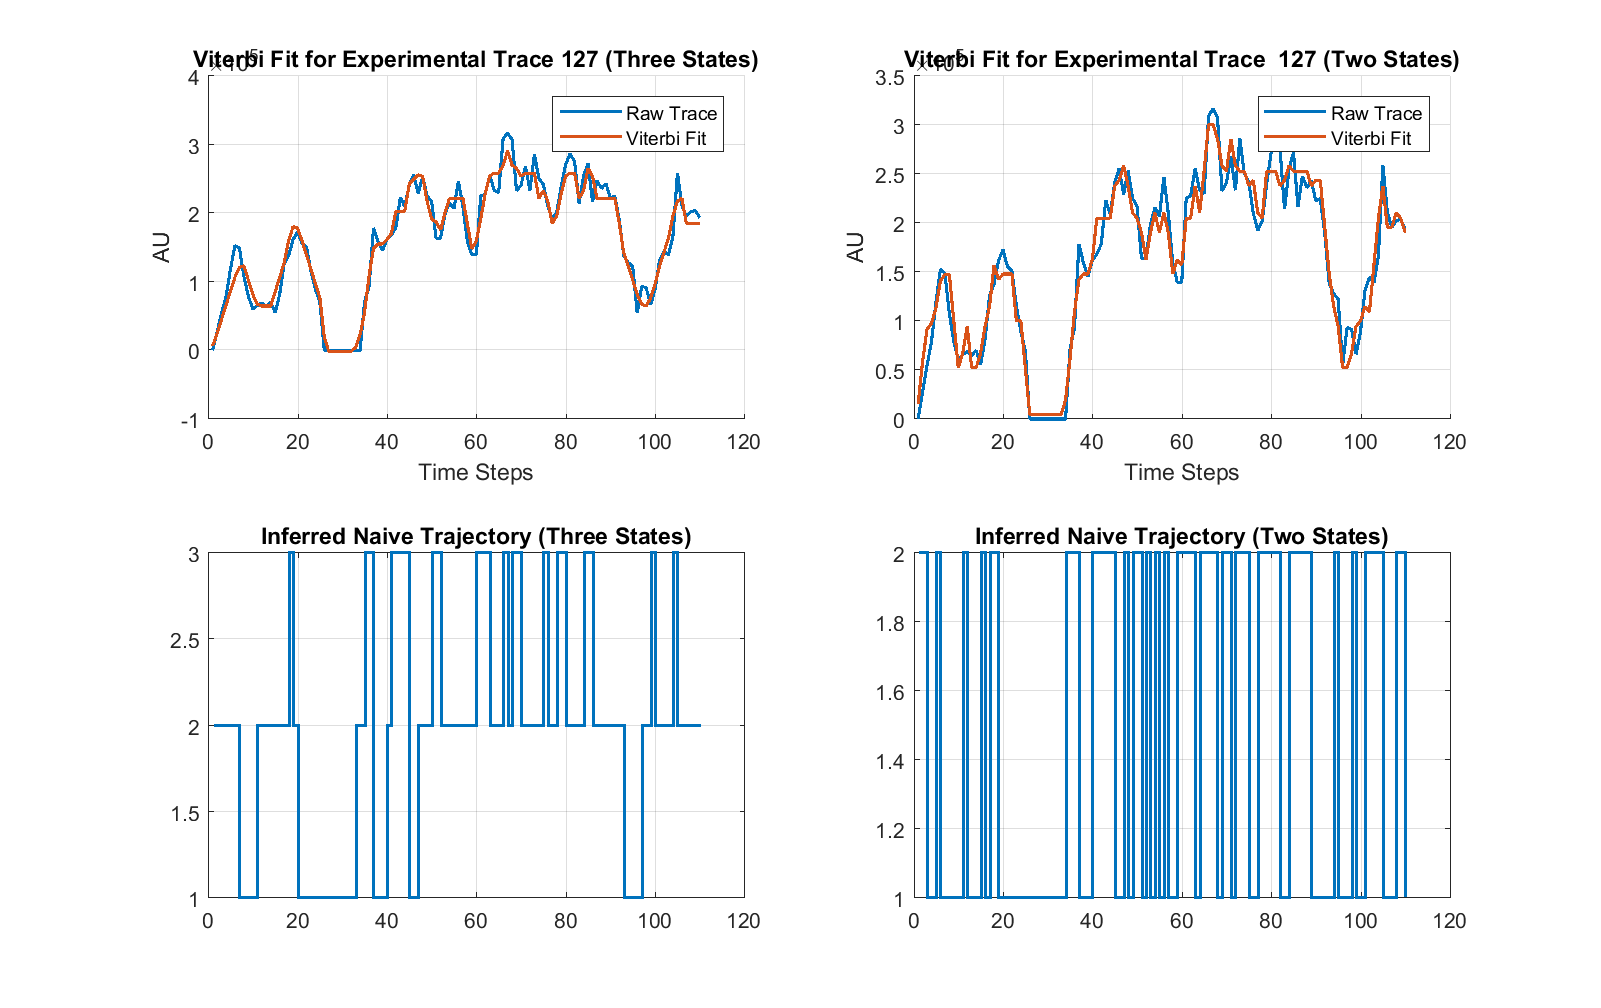 Viterbi Fit for Experimental Trace 127 (Three States)
×10^5
4
3
2
1
0
-1
AU
Raw Trace
Viterbi Fit
0 20 40 60 80 100 120
Time Steps
Viterbi Fit for Experimental Trace  127 (Two States)
×10^5
3.5
3
2.5
2
1.5
1
0.5
0
AU
Raw Trace
Viterbi Fit
0 20 40 60 80 100 120
Time Steps
Inferred Naive Trajectory (Three States)
3
2.5
2
1.5
1
0 20 40 60 80 100 120
Inferred Naive Trajectory (Two States)
2
1.8
1.6
1.4
1.2
1
0 20 40 60 80 100 120